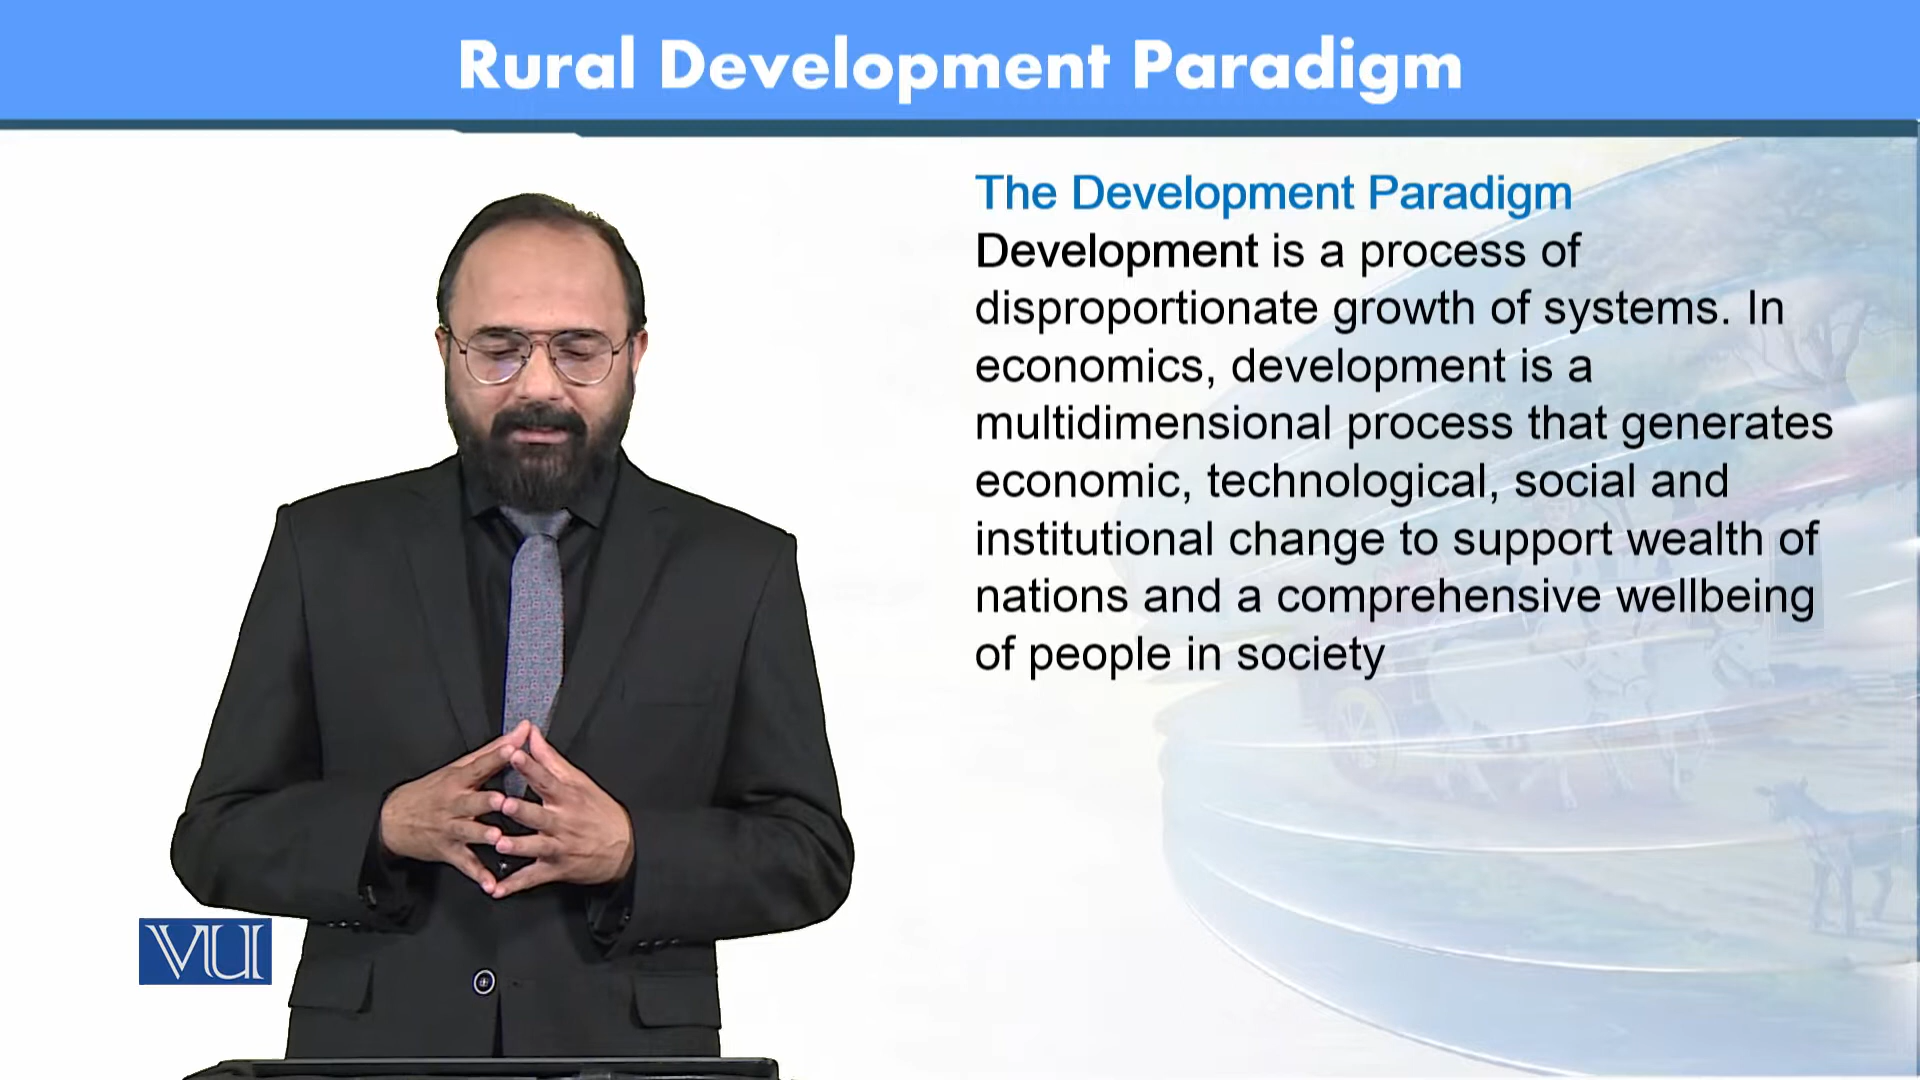 Rural Development Paradigm
The Development Paradigm
Development is a process of
disproportionate growth of systems. In
economics, development is a
multidimensional process that generates
economic, technological, social and
institutional change to support wealth of
nations and a comprehensive wellbeing
of people in society
VU